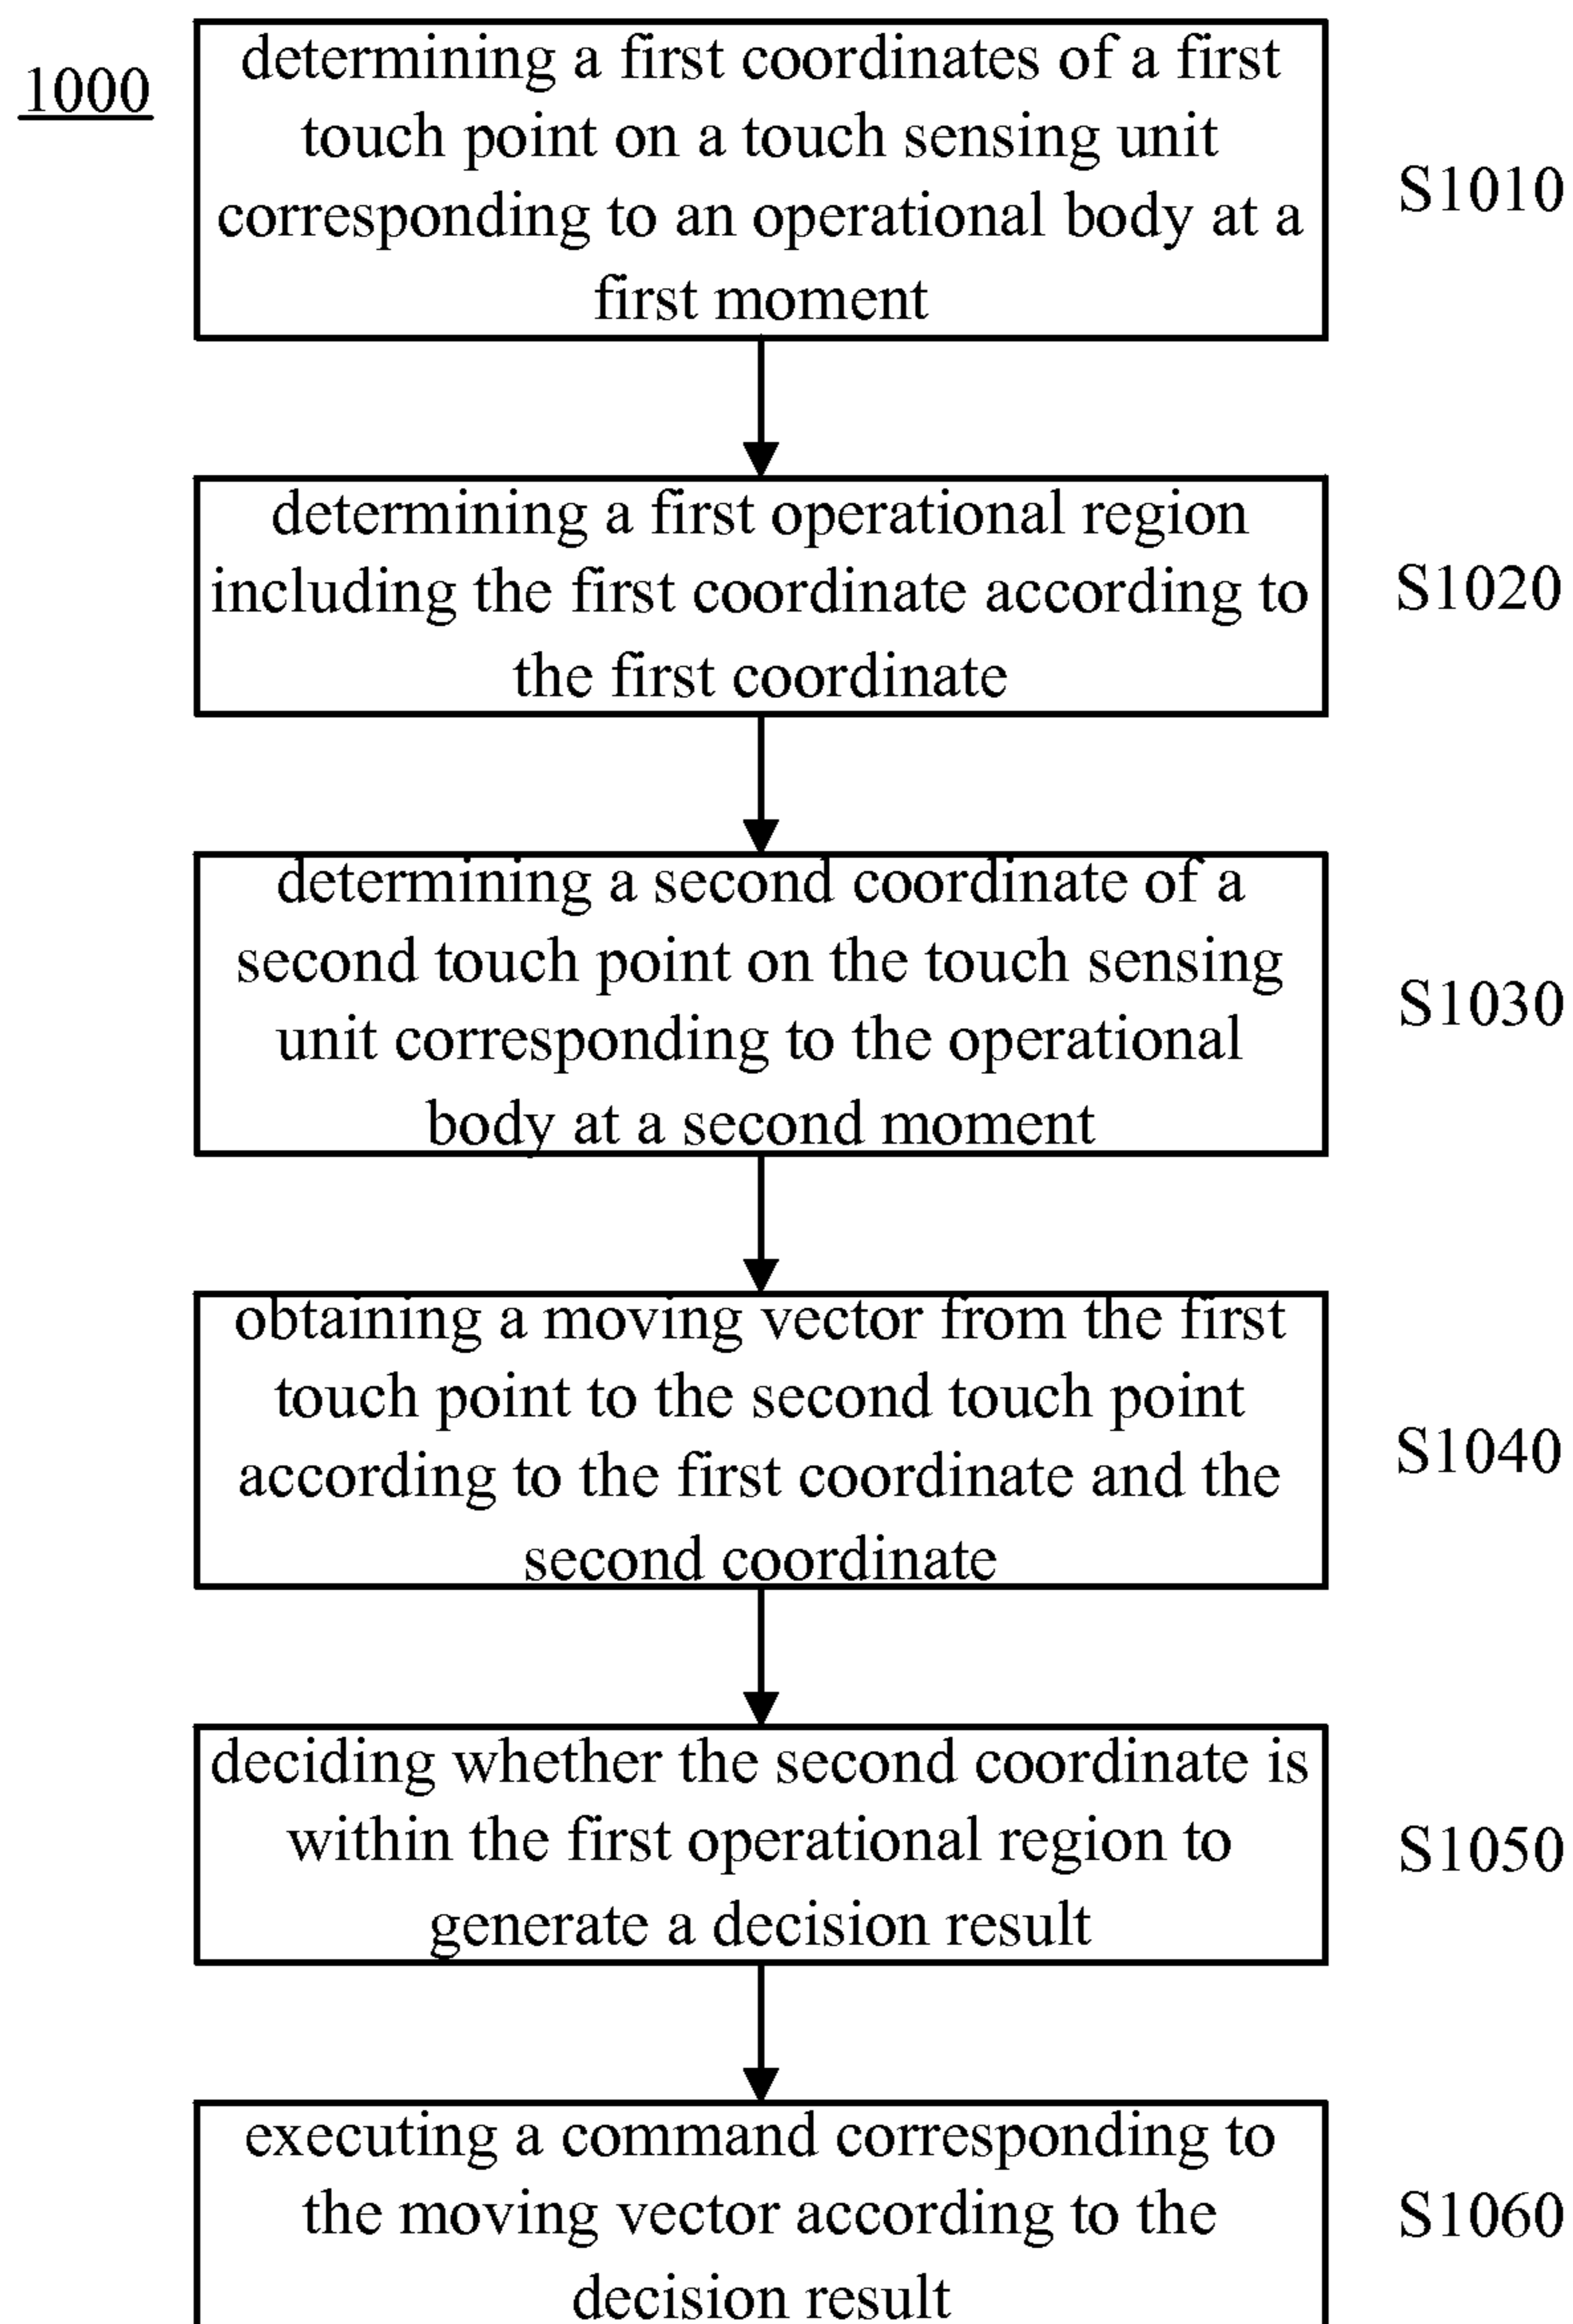 1000
determining a first coordinates of a first
touch point on a touch sensing unit
corresponding to an operational body at a
first moment
S1010
determining a first operational region
including the first coordinate according to
the first coordinate
S1020
determining a second coordinate of a
second touch point on the touch sensing
unit corresponding to the operational
body at a second moment
S1030
obtaining a moving vector from the first
touch point to the second touch point
according to the first coordinate and the
second coordinate
S1040
deciding whether the second coordinate is
within the first operational region to
generate a decision result
S1050
executing a command corresponding to
the moving vector according to the
decision result
S1060